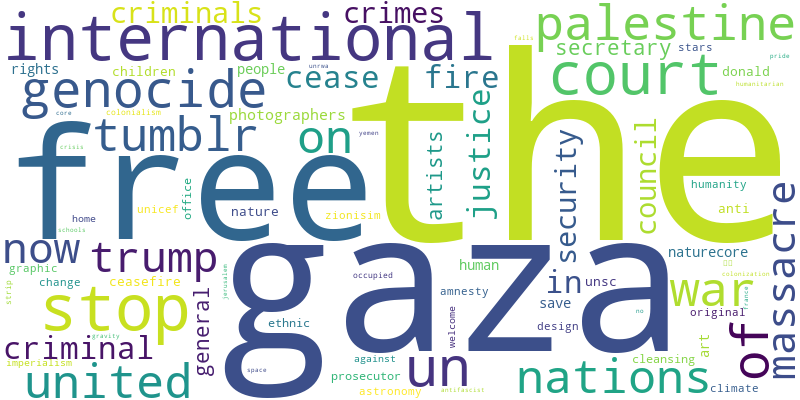 criminals
crimes
international
palestine
secretary
stars
falls
pride
rights
children
people
cease
fire
court
donald
humanitarian
unrwa
genocide
colonialism
photographers
core
tumblr
on
free
the
yemen
artists
justice
security
council
crisis
humanity
unicef
office
nature
zionisim
anti
home
schools
now
trump
gaza
massacre
naturecore
graphic
change
ceasefire
jerusalem
occupied
human
colonization
strip
stop
general
ethnic
amnesty
in
unsc
save
war
france
original
welcome
design
no
of
criminal
gravity
against
cleansing
art
imperialism
space
un
united
prosecutor
astronomy
antifascist
nations
climate